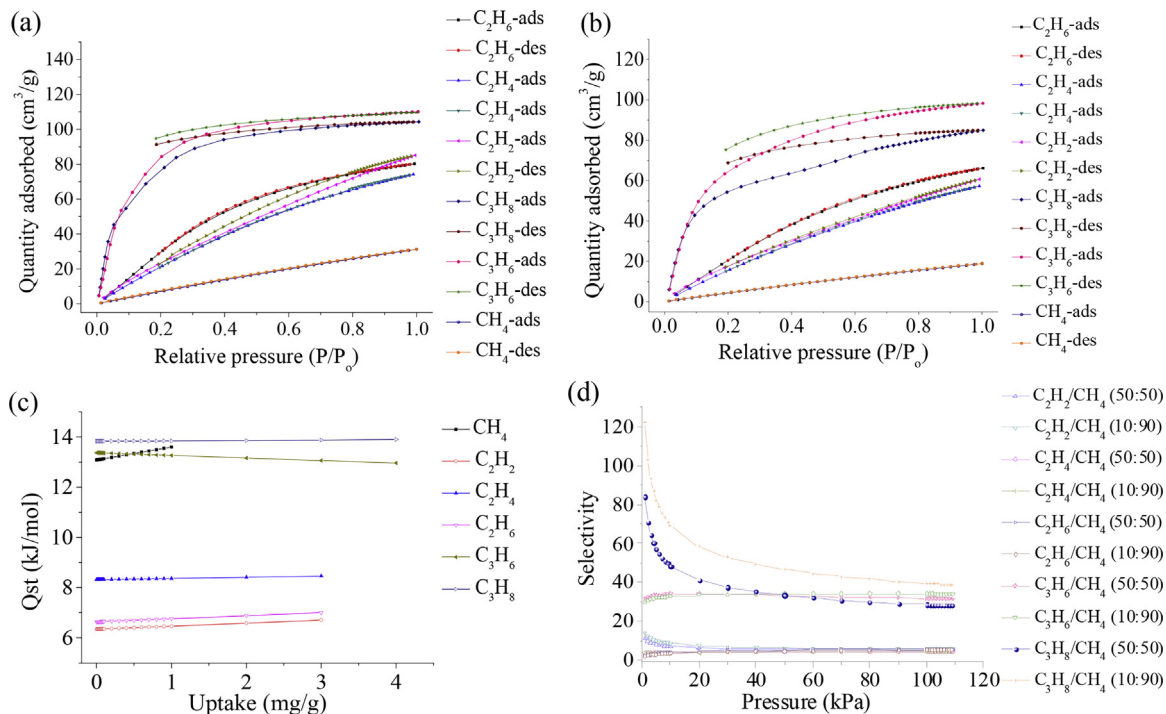 (a)
140
120
100
80
60
40
20
0
0.0 0.2 0.4 0.6 0.8 1.0
Quantity adsorbed (cm³/g)
Relative pressure (P/Pₒ)
C₂H₆-ads
C₂H₆-des
C₂H₄-ads
C₂H₄-ads
C₂H₂-ads
C₂H₂-des
C₃H₈-ads
C₃H₈-des
C₃H₆-ads
C₃H₆-des
CH₄-ads
CH₄-des
(b)
140
120
100
80
60
40
20
0
0.0 0.2 0.4 0.6 0.8 1.0
Quantity adsorbed (cm³/g)
Relative pressure (P/Pₒ)
C₂H₆-ads
C₂H₆-des
C₂H₄-ads
C₂H₄-ads
C₂H₂-ads
C₂H₂-des
C₃H₈-ads
C₃H₈-des
C₃H₆-ads
C₃H₆-des
CH₄-ads
CH₄-des
(c)
14
12
10
8
6
0 1 2 3 4
Qst (kJ/mol)
Uptake (mg/g)
CH₄
C₂H₂
C₂H₄
C₂H₆
C₃H₆
C₃H₈
(d)
120
100
80
60
40
20
0
0 20 40 60 80 100 120
Selectivity
Pressure (kPa)
C₂H₂/CH₄ (50:50)
C₂H₂/CH₄ (10:90)
C₂H₄/CH₄ (50:50)
C₂H₄/CH₄ (10:90)
C₂H₆/CH₄ (50:50)
C₂H₆/CH₄ (10:90)
C₃H₆/CH₄ (50:50)
C₃H₆/CH₄ (10:90)
C₃H₈/CH₄ (50:50)
C₃H₈/CH₄ (10:90)